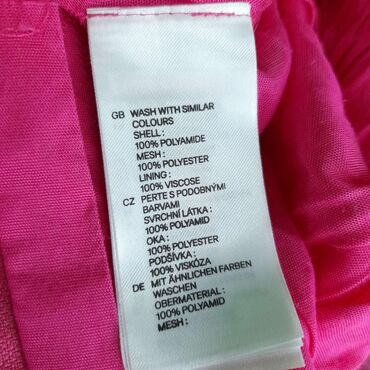 GB WASH WITH SIMILAR
COLOURS
SHELL :
100% POLYAMIDE
MESH :
100% POLYESTER
LINING :
100% VISCOSE
CZ PERTE S PODOBNÝMI
BARVAMI
SVRCHNÍ LÁTKA :
100% POLYAMID
OKA :
100% POLYESTER
PODŠÍVKA :
100% VISKÓZA
DE MIT ÄHNLICHEN FARBEN
WASCHEN
OBERMATERIAL :
100% POLYAMID
MESH :